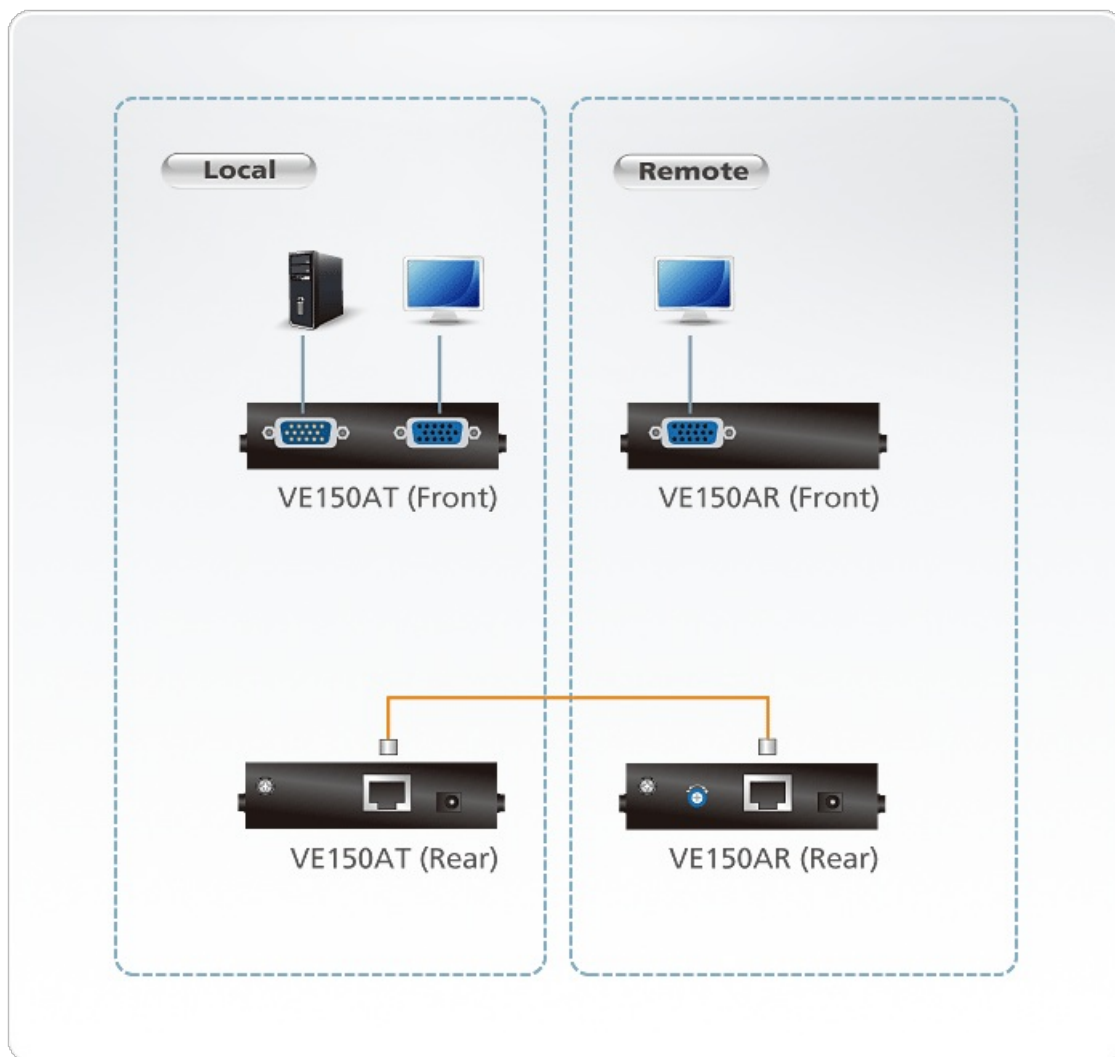 Local
Remote
VE150AT (Front)
VE150AR (Front)
VE150AT (Rear)
VE150AR (Rear)